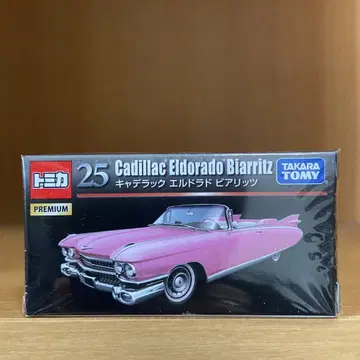 トミカ
PREMIUM
25
Cadillac Eldorado Biarritz
キャデラック エルドラド ビアリッツ
TAKARA
TOMY